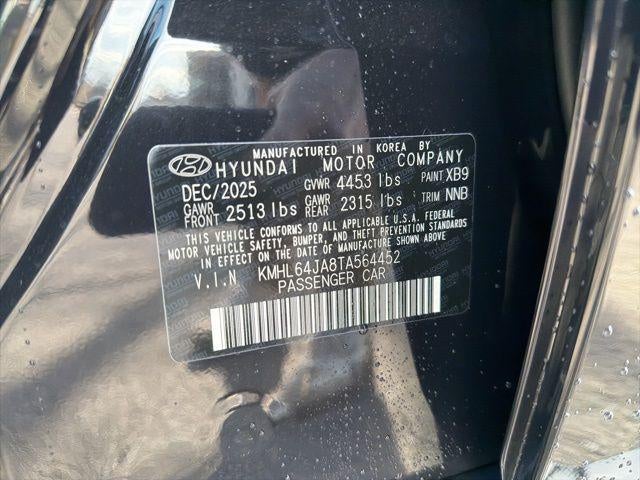 MANUFACTURED IN KOREA BY
HYUNDAI MOTOR COMPANY
DEC/2025 GVWR 4453 lbs PAINT XB9
GAWR FRONT 2513 lbs GAWR REAR 2315 lbs TRIM NNB
THIS VEHICLE CONFORMS TO ALL APPLICABLE U.S.A. FEDERAL
MOTOR VEHICLE SAFETY, BUMPER, AND THEFT PREVENTION
STANDARDS IN EFFECT ON THE DATE OF MANUFACTURE SHOWN ABOVE
V.I.N KMHL64JA8TA564452
PASSENGER CAR